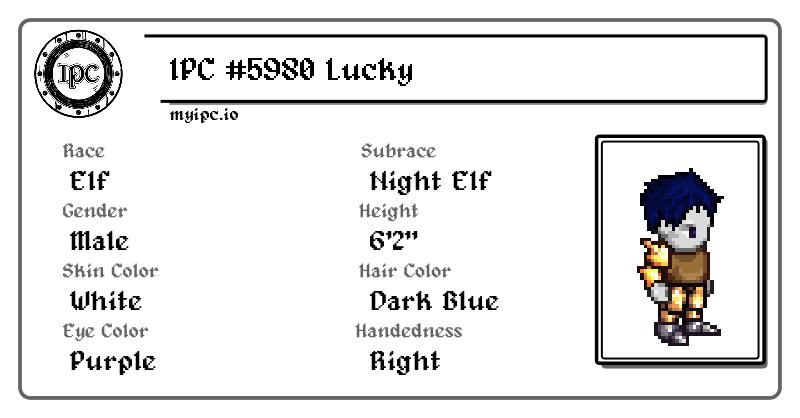 IPC
IPC #5980 Lucky
myipc.io
Race
Elf
Subrace
Night Elf
Gender
Male
Height
6'2"
Skin Color
White
Hair Color
Dark Blue
Eye Color
Purple
Handedness
Right